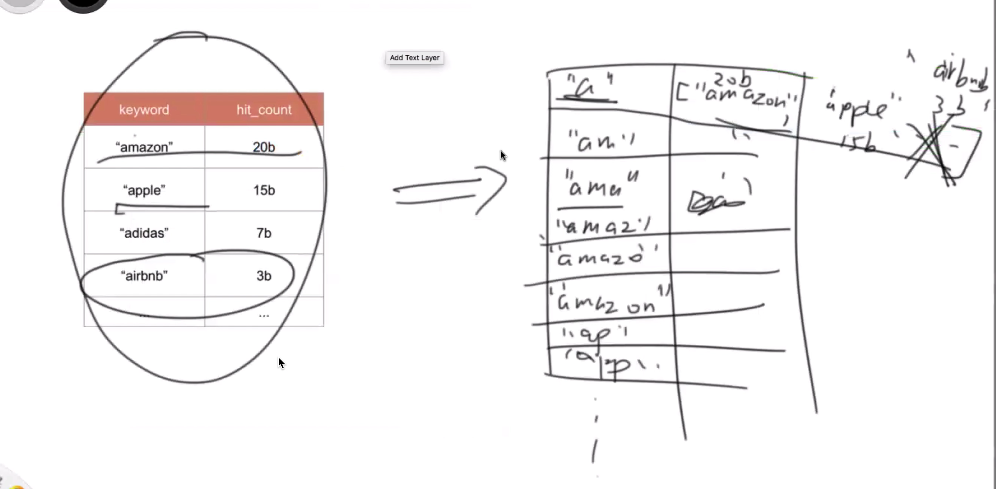 Add Text Layer
keyword hit_count
“amazon” 20b
“apple” 15b
“adidas” 7b
“airbnb” 3b
... ...
"a" 20b ["amazon" "apple" 15b "airbnb" 3b
"am"
"ama"
"amaz"
"amazo"
"amazon"
"ap"
"app"